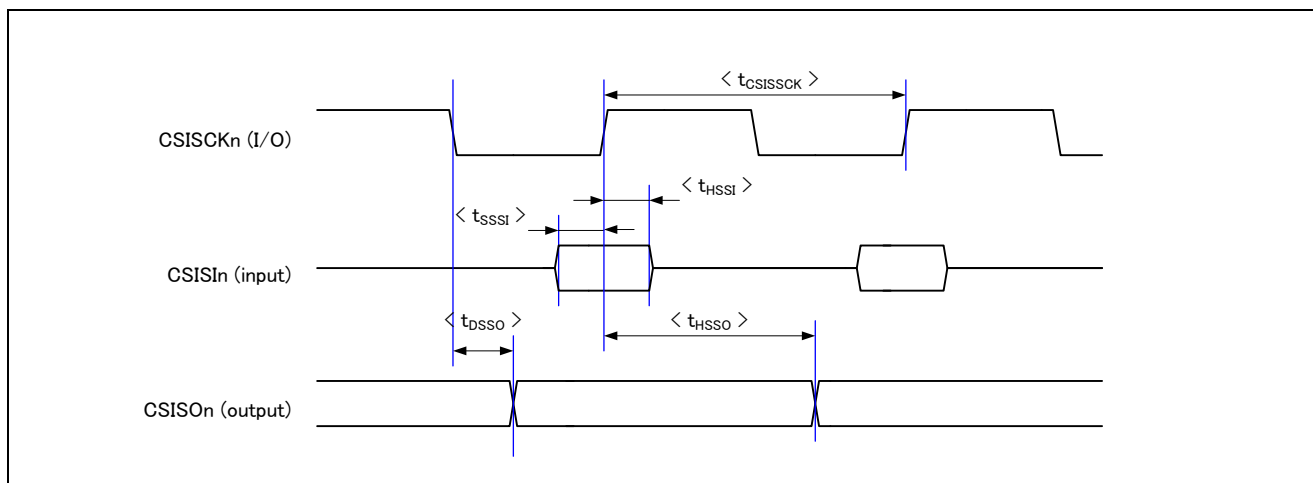 < tCSISSCK >
CSISCKn (I/O)
< tHSSI >
< tSSSI >
CSISIn (input)
< tDSSO >
< tHSSO >
CSISOn (output)